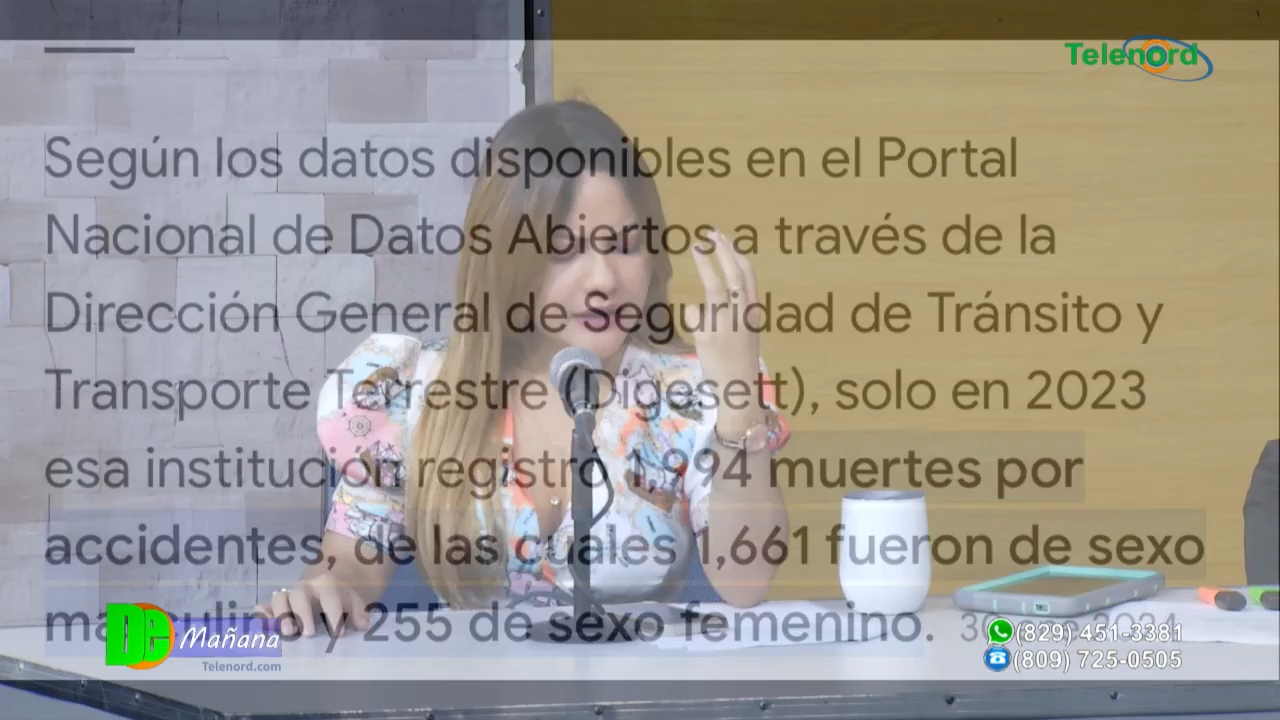 Telenord
Según los datos disponibles en el Portal
Nacional de Datos Abiertos a través de la
Dirección General de Seguridad de Tránsito y
Transporte Terrestre (Digesett), solo en 2023
esa institución registró 1,994 muertes por
accidentes, de las cuales 1,661 fueron de sexo
masculino y 255 de sexo femenino.
De Mañana
Telenord.com
(829) 451-3381
(809) 725-0505